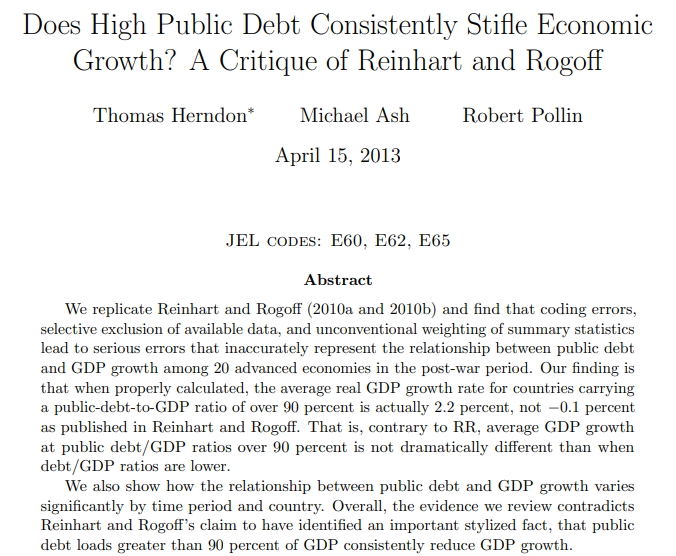 Does High Public Debt Consistently Stifle Economic
Growth? A Critique of Reinhart and Rogoff
Thomas Herndon* Michael Ash Robert Pollin
April 15, 2013
JEL CODES: E60, E62, E65
Abstract
We replicate Reinhart and Rogoff (2010a and 2010b) and find that coding errors,
selective exclusion of available data, and unconventional weighting of summary statistics
lead to serious errors that inaccurately represent the relationship between public debt
and GDP growth among 20 advanced economies in the post-war period. Our finding is
that when properly calculated, the average real GDP growth rate for countries carrying
a public-debt-to-GDP ratio of over 90 percent is actually 2.2 percent, not −0.1 percent
as published in Reinhart and Rogoff. That is, contrary to RR, average GDP growth
at public debt/GDP ratios over 90 percent is not dramatically different than when
debt/GDP ratios are lower.
We also show how the relationship between public debt and GDP growth varies
significantly by time period and country. Overall, the evidence we review contradicts
Reinhart and Rogoff's claim to have identified an important stylized fact, that public
debt loads greater than 90 percent of GDP consistently reduce GDP growth.